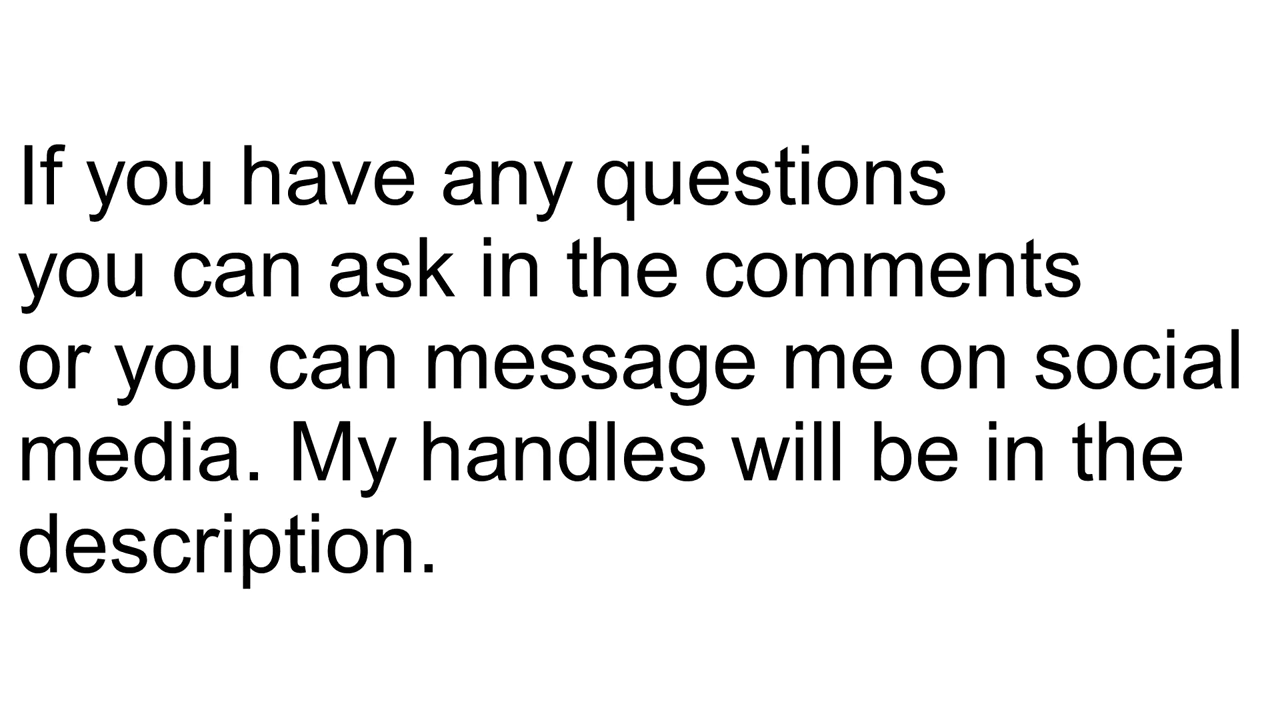 If you have any questions
you can ask in the comments
or you can message me on social
media. My handles will be in the
description.